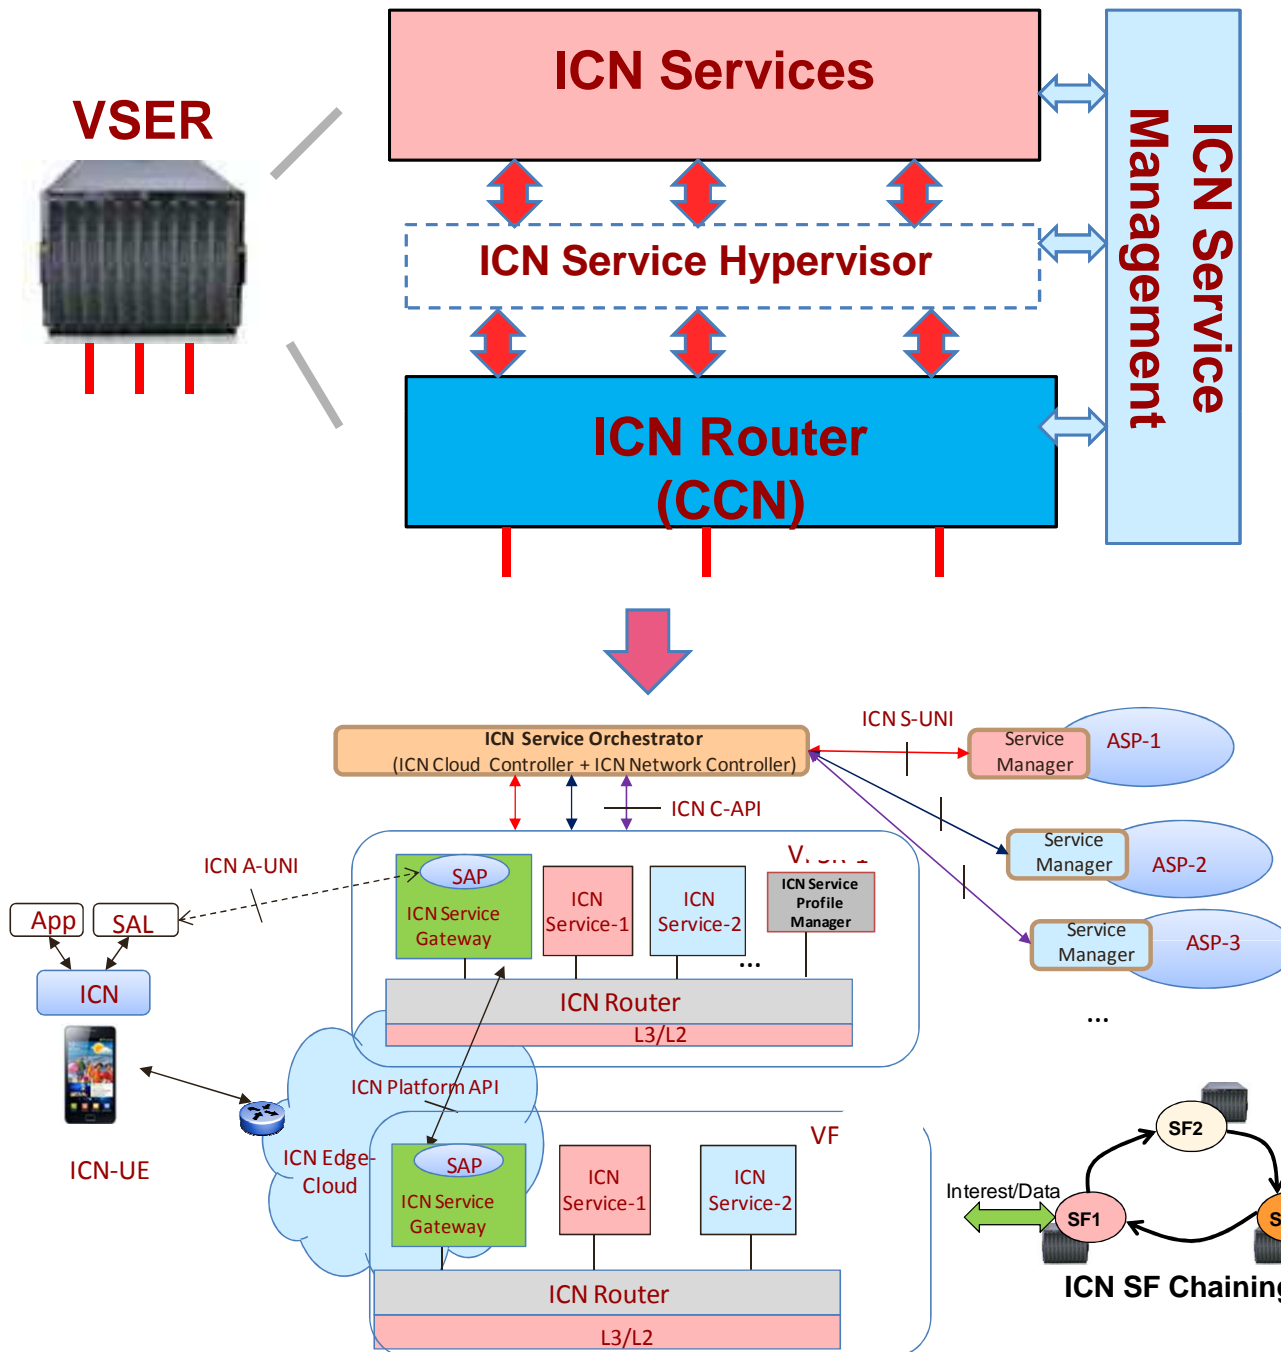 ICN Services
VSER
ICN Service
Management
ICN Service Hypervisor
ICN Router
(CCN)
ICN S-UNI
Service
Manager
ASP-1
ICN Service Orchestrator
(ICN Cloud Controller + ICN Network Controller)
ICN C-API
Service
Manager
ASP-2
ICN A-UNI
SAP
ICN Service
Gateway
ICN
Service-1
ICN
Service-2
...
ICN Service
Profile
Manager
App
SAL
ICN
Service
Manager
ASP-3
...
ICN Router
L3/L2
ICN Platform API
ICN-UE
ICN Edge-
Cloud
VF
SAP
ICN Service
Gateway
ICN
Service-1
ICN
Service-2
ICN Router
L3/L2
SF2
Interest/Data
SF1
ICN SF Chaining